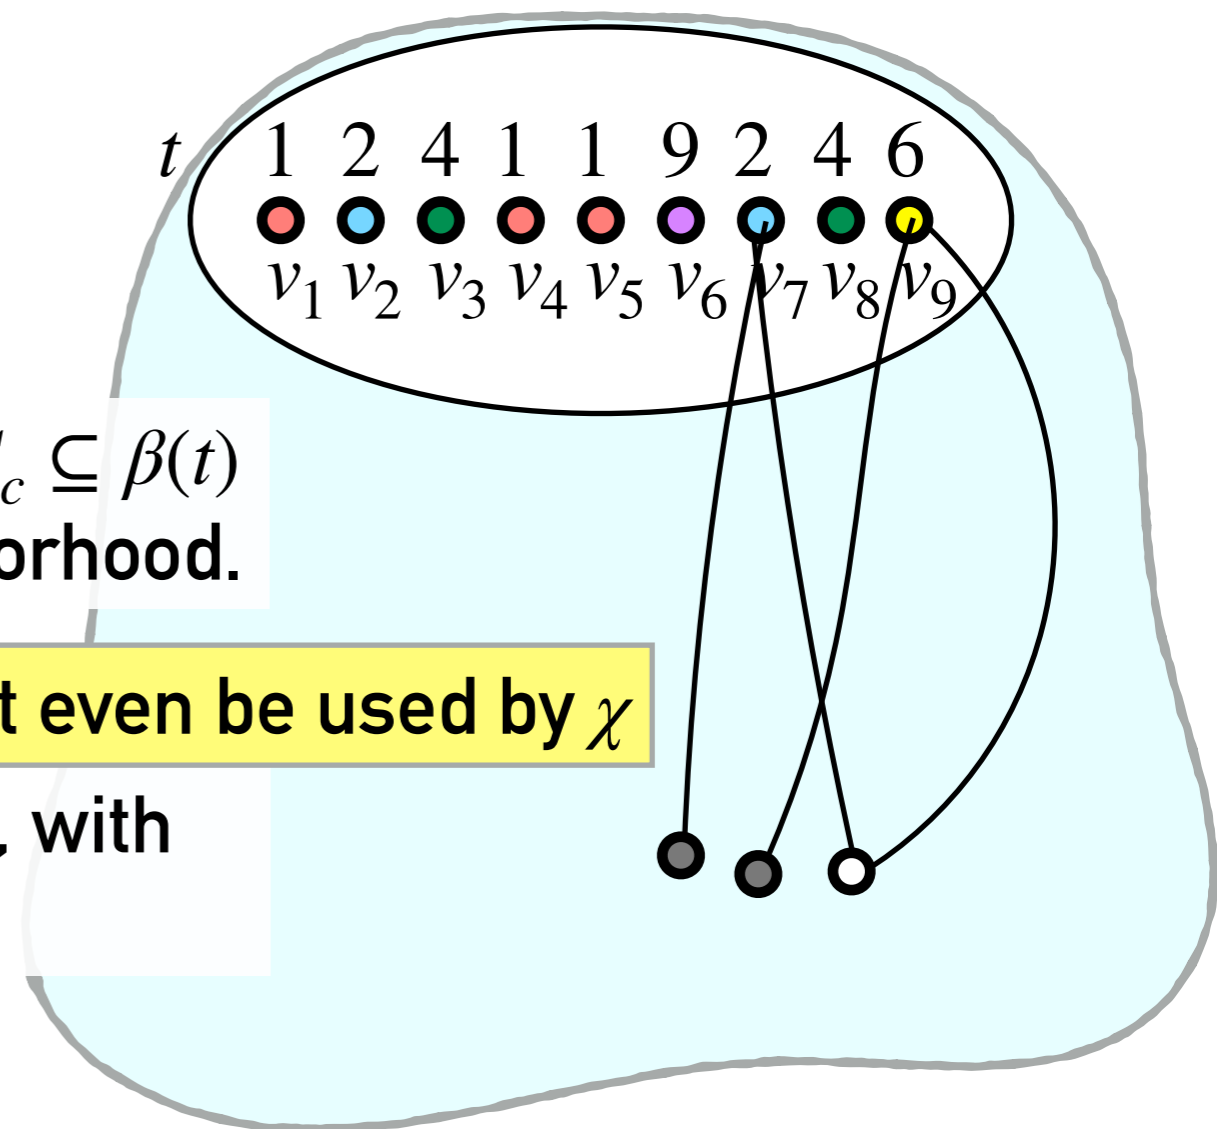 t 1 2 4 1 1 9 2 4 6
v₁ v₂ v₃ v₄ v₅ v₆ v₇ v₈ v₉
c ⊆ β(t)
orhood.
t even be used by χ
, with